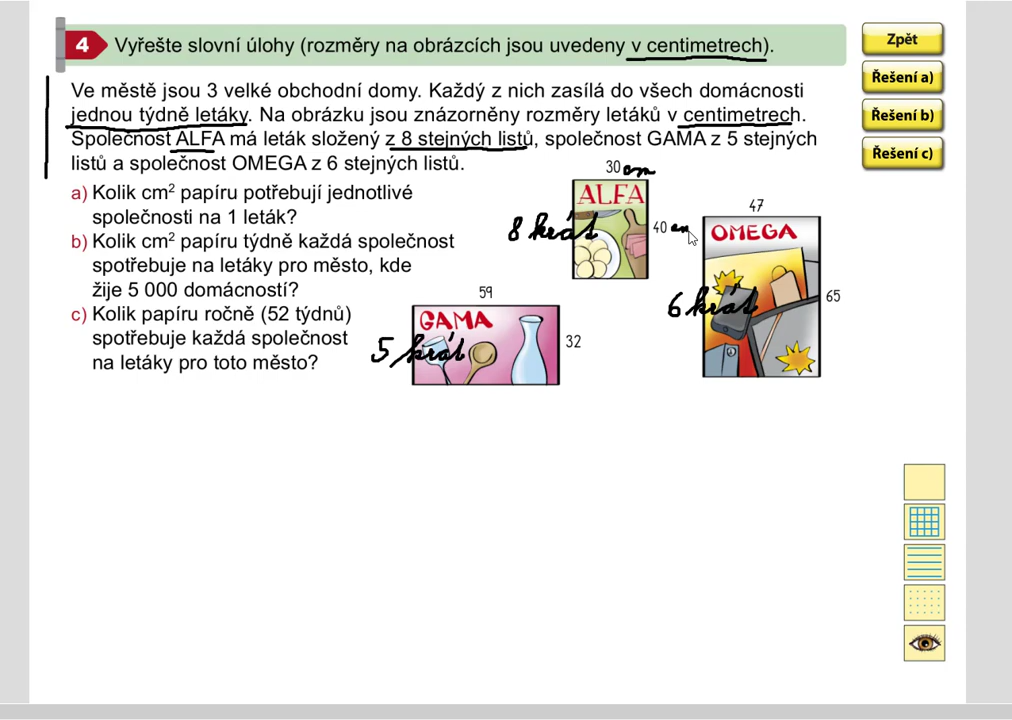 4 Vyřešte slovní úlohy (rozměry na obrázcích jsou uvedeny v centimetrech).
Zpět
Řešení a)
Řešení b)
Řešení c)
Ve městě jsou 3 velké obchodní domy. Každý z nich zasílá do všech domácnosti
jednou týdně letáky. Na obrázku jsou znázorněny rozměry letáků v centimetrech.
Společnost ALFA má leták složený z 8 stejných listů, společnost GAMA z 5 stejných
listů a společnost OMEGA z 6 stejných listů.
a) Kolik cm² papíru potřebují jednotlivé
společnosti na 1 leták?
b) Kolik cm² papíru týdně každá společnost
spotřebuje na letáky pro město, kde
žije 5 000 domácností?
c) Kolik papíru ročně (52 týdnů)
spotřebuje každá společnost
na letáky pro toto město?
30 cm
ALFA
8 krát
40 cm
47
OMEGA
6 krát
65
59
GAMA
5 krát
32